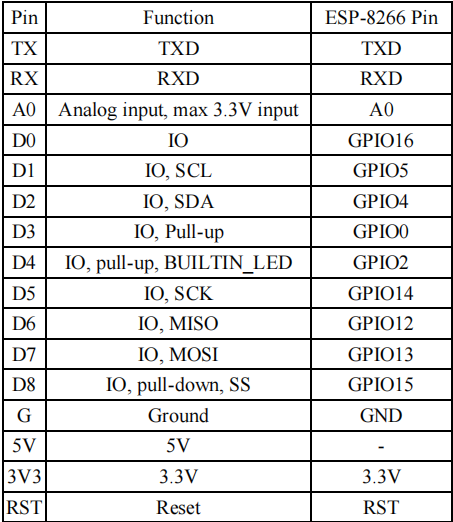 Pin Function ESP-8266 Pin
TX TXD TXD
RX RXD RXD
A0 Analog input, max 3.3V input A0
D0 IO GPIO16
D1 IO, SCL GPIO5
D2 IO, SDA GPIO4
D3 IO, Pull-up GPIO0
D4 IO, pull-up, BUILTIN_LED GPIO2
D5 IO, SCK GPIO14
D6 IO, MISO GPIO12
D7 IO, MOSI GPIO13
D8 IO, pull-down, SS GPIO15
G Ground GND
5V 5V -
3V3 3.3V 3.3V
RST Reset RST